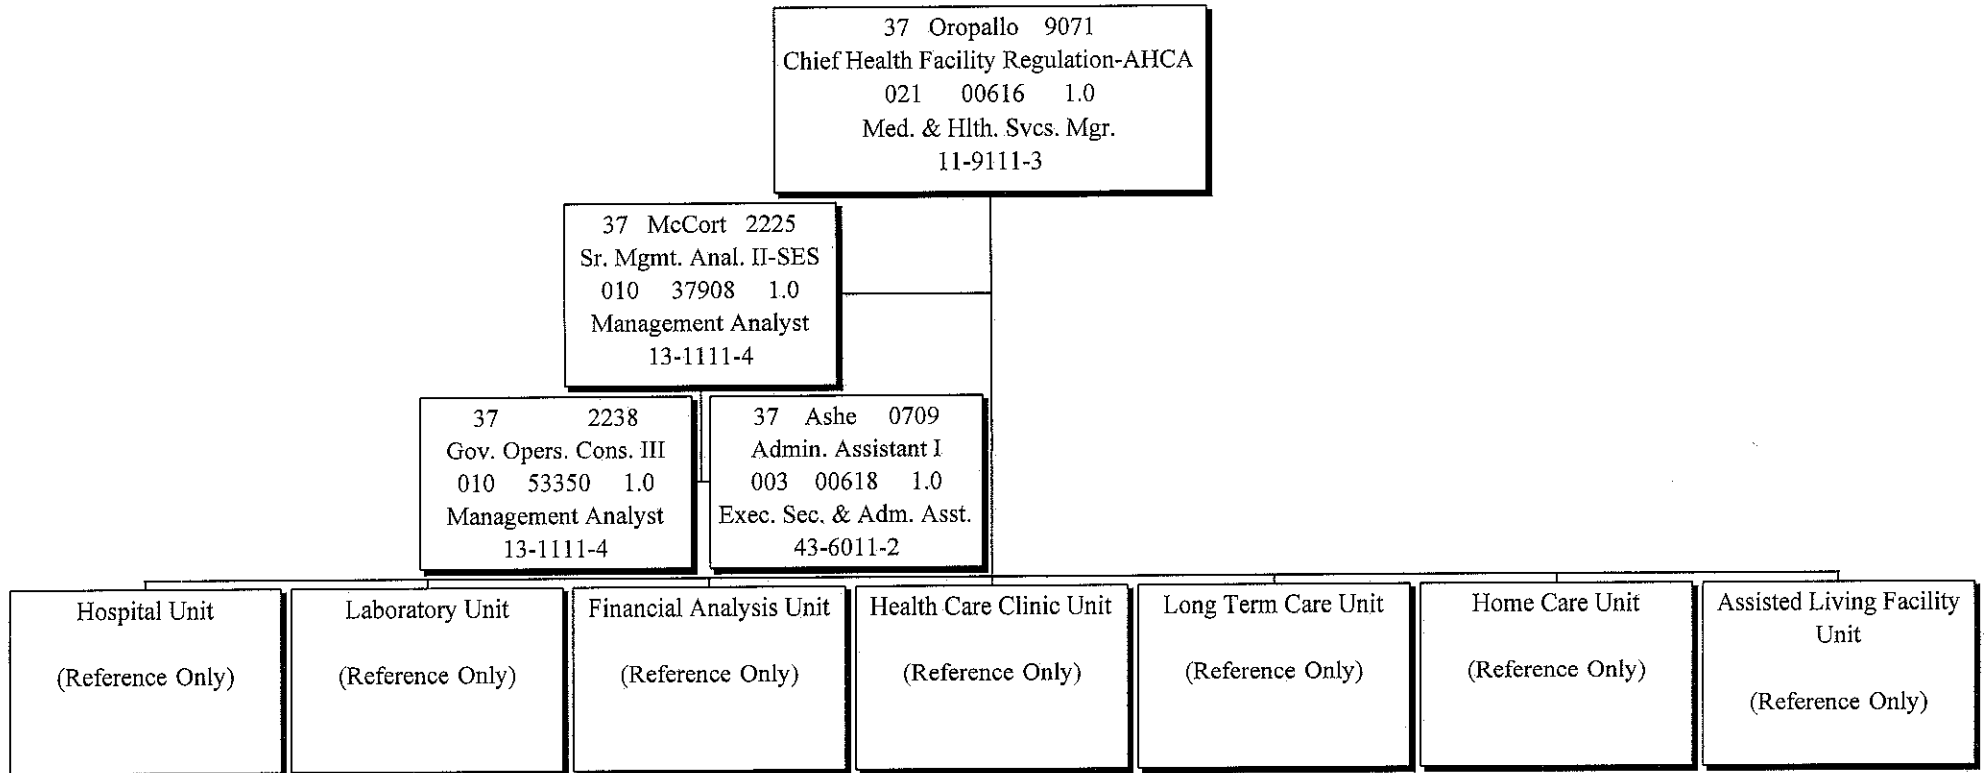 37 Oropallo 9071
Chief Health Facility Regulation-AHCA
021 00616 1.0
Med. & Hlth. Svcs. Mgr.
11-9111-3
37 McCort 2225
Sr. Mgmt. Anal. II-SES
010 37908 1.0
Management Analyst
13-1111-4
37 2238
Gov. Opers. Cons. III
010 53350 1.0
Management Analyst
13-1111-4
37 Ashe 0709
Admin. Assistant I
003 00618 1.0
Exec. Sec. & Adm. Asst.
43-6011-2
Hospital Unit
(Reference Only)
Laboratory Unit
(Reference Only)
Financial Analysis Unit
(Reference Only)
Health Care Clinic Unit
(Reference Only)
Long Term Care Unit
(Reference Only)
Home Care Unit
(Reference Only)
Assisted Living Facility
Unit
(Reference Only)